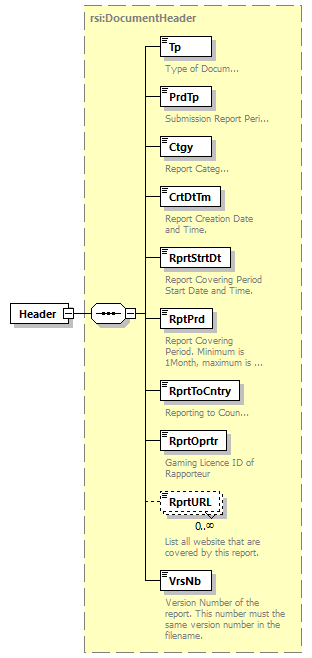 rsi:DocumentHeader
Tp
Type of Docum...
PrdTp
Submission Report Peri...
Ctgy
Report Categ...
CrtDtTm
Report Creation Date
and Time.
RprtStrtDt
Report Covering Period
Start Date and Time.
Header
RptPrd
Report Covering
Period. Minimum is
1Month, maximum is ...
RprtToCntry
Reporting to Coun...
RprtOprtr
Gaming Licence ID of
Rapporteur
RprtURL
0..∞
List all website that are
covered by this report.
VrsNb
Version Number of the
report. This number must the
same version number in the
filename.